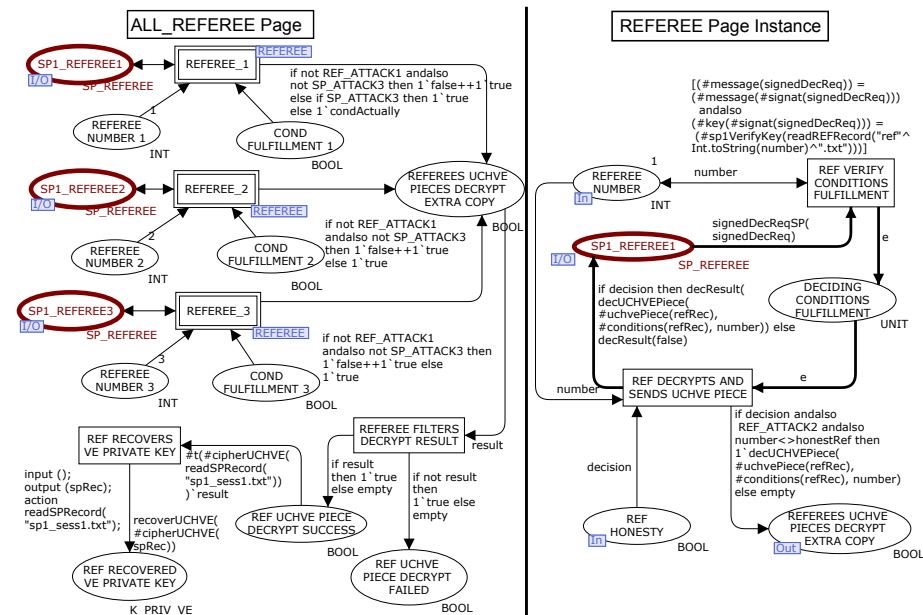 ALL_REFEREE Page
SP1_REFEREE1
I/O
SP_REFEREE
REFEREE_1
REFEREE
if not REF_ATTACK1 andalso
not SP_ATTACK3 then 1`false++1`true
else if SP_ATTACK3 then 1`true
else 1`condActually
1
REFEREE
NUMBER 1
INT
COND
FULFILLMENT 1
BOOL
SP1_REFEREE2
I/O
SP_REFEREE
REFEREE_2
REFEREE
REFEREES UCHVE
PIECES DECRYPT
EXTRA COPY
BOOL
2
REFEREE
NUMBER 2
INT
COND
FULFILLMENT 2
BOOL
if not REF_ATTACK1
andalso not SP_ATTACK3
then 1`false++1`true
else 1`true
SP1_REFEREE3
I/O
SP_REFEREE
REFEREE_3
REFEREE
3
REFEREE
NUMBER 3
INT
COND
FULFILLMENT 3
BOOL
if not REF_ATTACK1
andalso not SP_ATTACK3 then
1`false++1`true else
1`true
REF RECOVERS
VE PRIVATE KEY
REFEREE FILTERS
DECRYPT RESULT
result
#t(#cipherUCHVE(
readSPRecord(
"sp1_sess1.txt"))
)`result
if result
then 1`true
else empty
if not result
then
1`true else
empty
input ();
output (spRec);
action
readSPRecord(
"sp1_sess1.txt");
recoverUCHVE(
#cipherUCHVE(
spRec))
REF UCHVE PIECE
DECRYPT SUCCESS
BOOL
REF RECOVERED
VE PRIVATE KEY
K_PRIV_VE
REF UCHVE
PIECE DECRYPT
FAILED
BOOL
REFEREE Page Instance
[(#message(signedDecReq)) =
(#message(#signat(signedDecReq)))
andalso
(#key(#signat(signedDecReq))) =
(#sp1VerifyKey(readREFRecord("ref"^
Int.toString(number)^".txt")))]
1
REFEREE
NUMBER
In
INT
number
REF VERIFY
CONDITIONS
FULFILLMENT
signedDecReqSP(
signedDecReq)
e
SP1_REFEREE1
I/O
SP_REFEREE
if decision then decResult(
decUCHVEPiece(
#uchvePiece(refRec),
#conditions(refRec), number)) else
decResult(false)
DECIDING
CONDITIONS
FULFILLMENT
UNIT
e
number
REF DECRYPTS AND
SENDS UCHVE PIECE
if decision andalso
REF_ATTACK2 andalso
number<>honestRef then
1`decUCHVEPiece(
#uchvePiece(refRec),
#conditions(refRec), number)
else empty
decision
REF
HONESTY
In
BOOL
REFEREES UCHVE
PIECES DECRYPT
EXTRA COPY
Out
BOOL